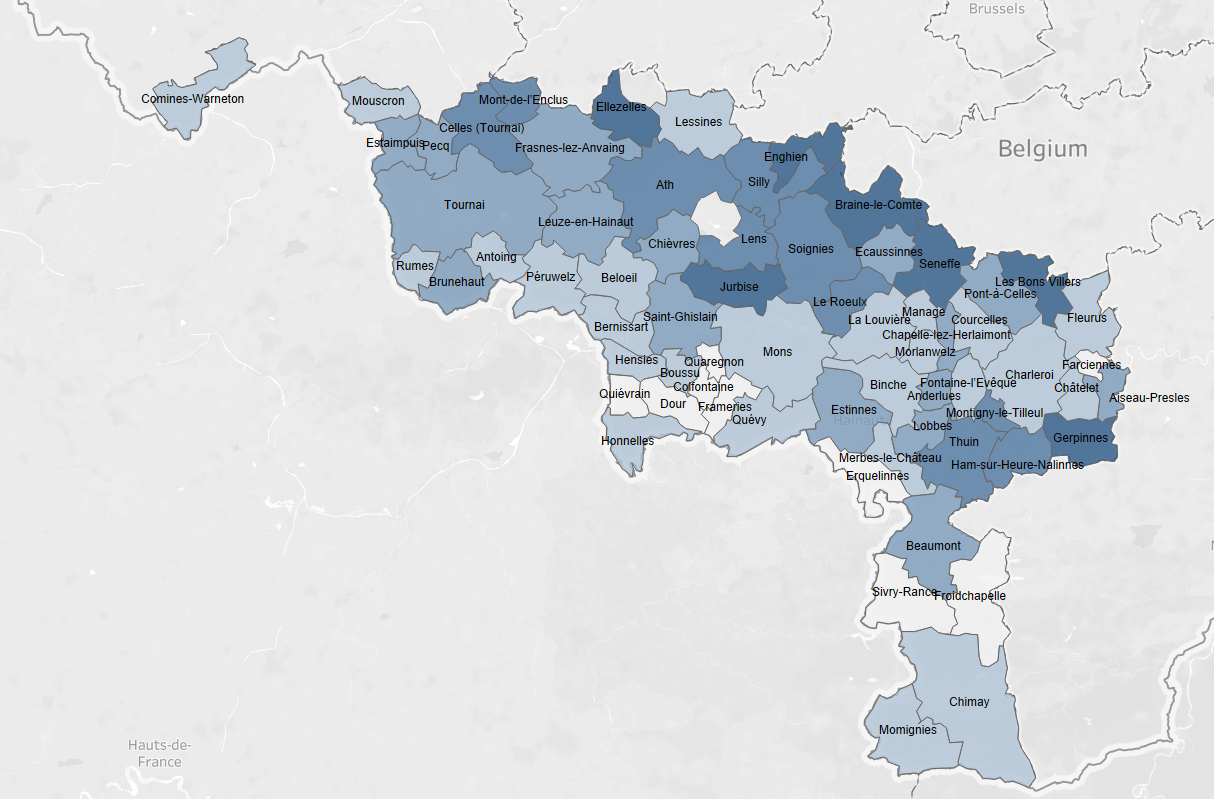 Brussels
Belgium
Comines-Warneton
Mouscron
Mont-de-l'Enclus
Ellezelles
Lessines
Celles (Tournai)
Estaimpuis
Pecq
Frasnes-lez-Anvaing
Enghien
Silly
Ath
Tournai
Braine-le-Comte
Leuze-en-Hainaut
Chièvres
Lens
Soignies
Ecaussinnes
Seneffe
Rumes
Antoing
Brunehaut
Péruwelz
Beloeil
Jurbise
Les Bons Villers
Pont-à-Celles
Le Roeulx
Saint-Ghislain
La Louvière
Manage
Courcelles
Fleurus
Bernissart
Chapelle-lez-Herlaimont
Mons
Morlanwelz
Hensies
Quaregnon
Boussu
Farciennes
Charleroi
Colfontaine
Binche
Fontaine-l'Evêque
Châtelet
Quiévrain
Dour
Frameries
Anderlues
Aiseau-Presles
Estinnes
Montigny-le-Tilleul
Quévy
Hainaut
Lobbes
Honnelles
Thuin
Gerpinnes
Merbes-le-Château
Ham-sur-Heure-Nalinnes
Erquelinnes
Beaumont
Sivry-Rance
Froidchapelle
Chimay
Momignies
Hauts-de-
France